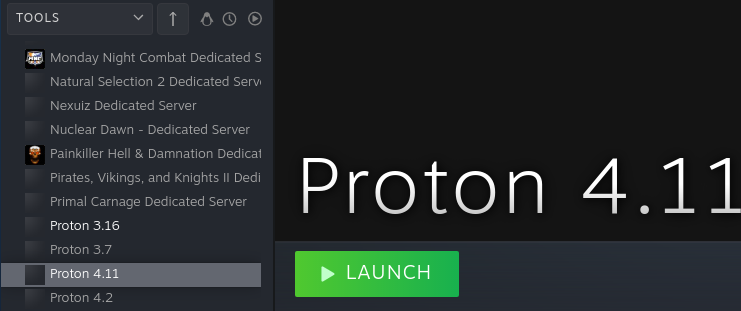 TOOLS
Monday Night Combat Dedicated S
Natural Selection 2 Dedicated Serv
Nexuiz Dedicated Server
Nuclear Dawn - Dedicated Server
Painkiller Hell & Damnation Dedicat
Pirates, Vikings, and Knights II Dedi
Primal Carnage Dedicated Server
Proton 3.16
Proton 3.7
Proton 4.11
Proton 4.2
Proton 4.11
LAUNCH